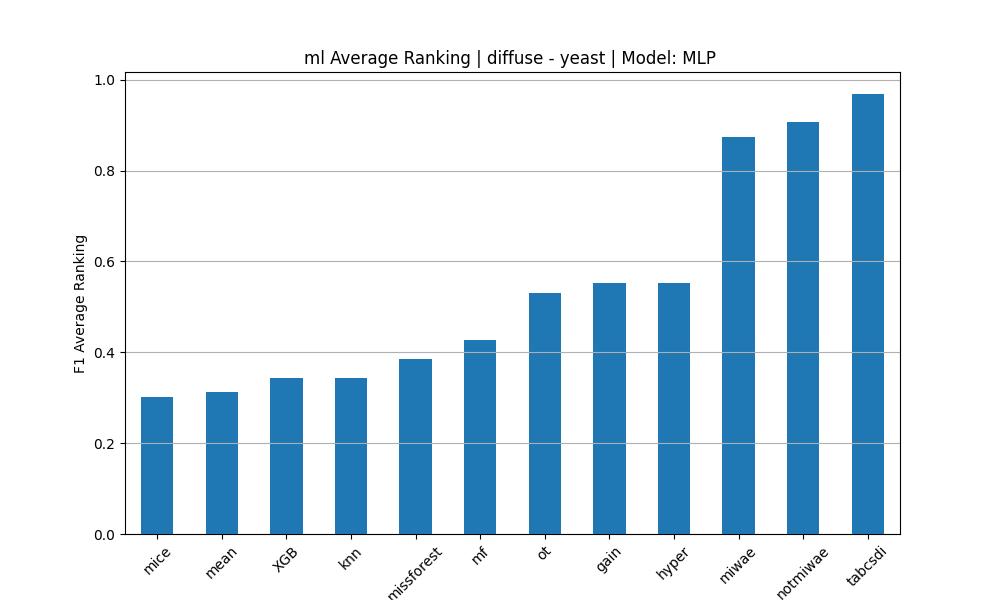 ml Average Ranking | diffuse - yeast | Model: MLP
F1 Average Ranking
1.0
0.8
0.6
0.4
0.2
0.0
mice
mean
XGB
knn
missforest
mf
ot
gain
hyper
miwae
notmiwae
tabcsdi